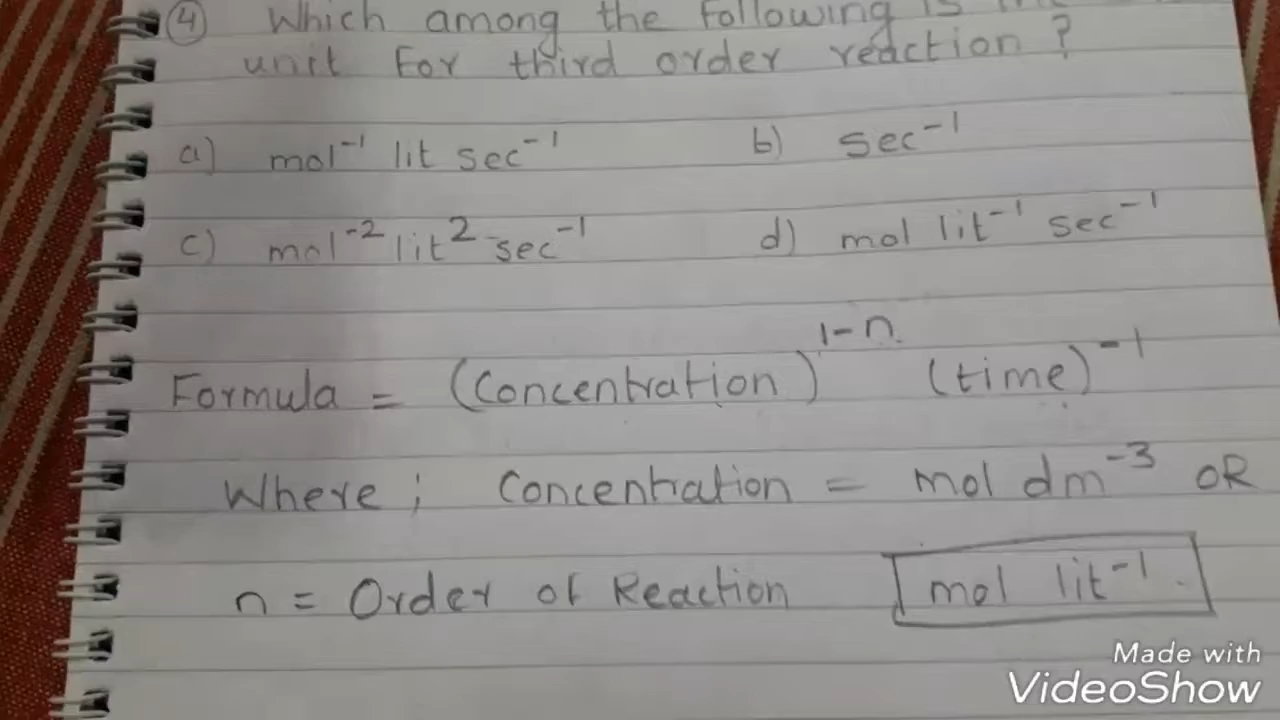 ④ Which among the following is the
unit For third order reaction ?
a) mol⁻¹ lit sec⁻¹ b) sec⁻¹
c) mol⁻² lit² sec⁻¹ d) mol lit⁻¹ sec⁻¹
Formula = (Concentration)¹⁻ⁿ (time)⁻¹
Where ; Concentration = mol dm⁻³ OR
n = Order of Reaction mol lit⁻¹.
Made with
VideoShow